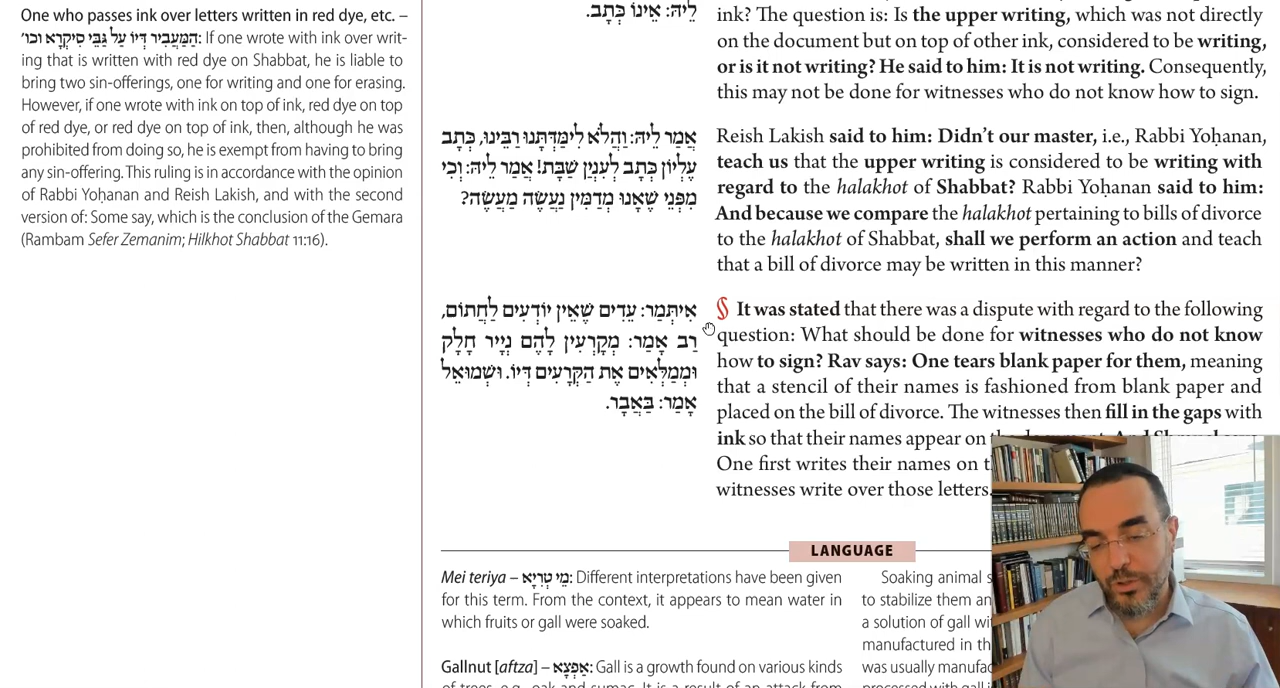 One who passes ink over letters written in red dye, etc. –
הַמַּעֲבִיר דְּיוֹ עַל גַּבֵּי סִיקְרָא וכו׳: If one wrote with ink over writ-
ing that is written with red dye on Shabbat, he is liable to
bring two sin-offerings, one for writing and one for erasing.
However, if one wrote with ink on top of ink, red dye on top
of red dye, or red dye on top of ink, then, although he was
prohibited from doing so, he is exempt from having to bring
any sin-offering. This ruling is in accordance with the opinion
of Rabbi Yoḥanan and Reish Lakish, and with the second
version of: Some say, which is the conclusion of the Gemara
(Rambam Sefer Zemanim; Hilkhot Shabbat 11:16).
לֵיהּ: אֵינוֹ כְּתָב.
אֲמַר לֵיהּ: וַהֲלֹא לִימַּדְתָּנוּ רַבֵּינוּ, כְּתָב
עֶלְיוֹן כְּתָב לְעִנְיַן שַׁבָּת! אֲמַר לֵיהּ: וְכִי
מִפְּנֵי שֶׁאָנוּ מְדַמִּין נַעֲשֶׂה מַעֲשֶׂה?
אִיתְּמַר: עֵדִים שֶׁאֵין יוֹדְעִים לַחְתּוֹם,
רַב אָמַר: מְקָרְעִין לָהֶם נְיָיר חָלָק
וּמְמַלְּאִים אֶת הַקְּרָעִים דְּיוֹ. וּשְׁמוּאֵל
אָמַר: בַּאֲבָר.
ink? The question is: Is the upper writing, which was not directly
on the document but on top of other ink, considered to be writing,
or is it not writing? He said to him: It is not writing. Consequently,
this may not be done for witnesses who do not know how to sign.
Reish Lakish said to him: Didn't our master, i.e., Rabbi Yoḥanan,
teach us that the upper writing is considered to be writing with
regard to the halakhot of Shabbat? Rabbi Yoḥanan said to him:
And because we compare the halakhot pertaining to bills of divorce
to the halakhot of Shabbat, shall we perform an action and teach
that a bill of divorce may be written in this manner?
§ It was stated that there was a dispute with regard to the following
question: What should be done for witnesses who do not know
how to sign? Rav says: One tears blank paper for them, meaning
that a stencil of their names is fashioned from blank paper and
placed on the bill of divorce. The witnesses then fill in the gaps with
ink so that their names appear on
One first writes their names on
witnesses write over those letters.
LANGUAGE
Mei teriya – מֵי טְרִיָּא: Different interpretations have been given
for this term. From the context, it appears to mean water in
which fruits or gall were soaked.
Gallnut [aftza] – אַפְצָא: Gall is a growth found on various kinds
Soaking animal
to stabilize them
a solution of gall
manufactured in
was usually